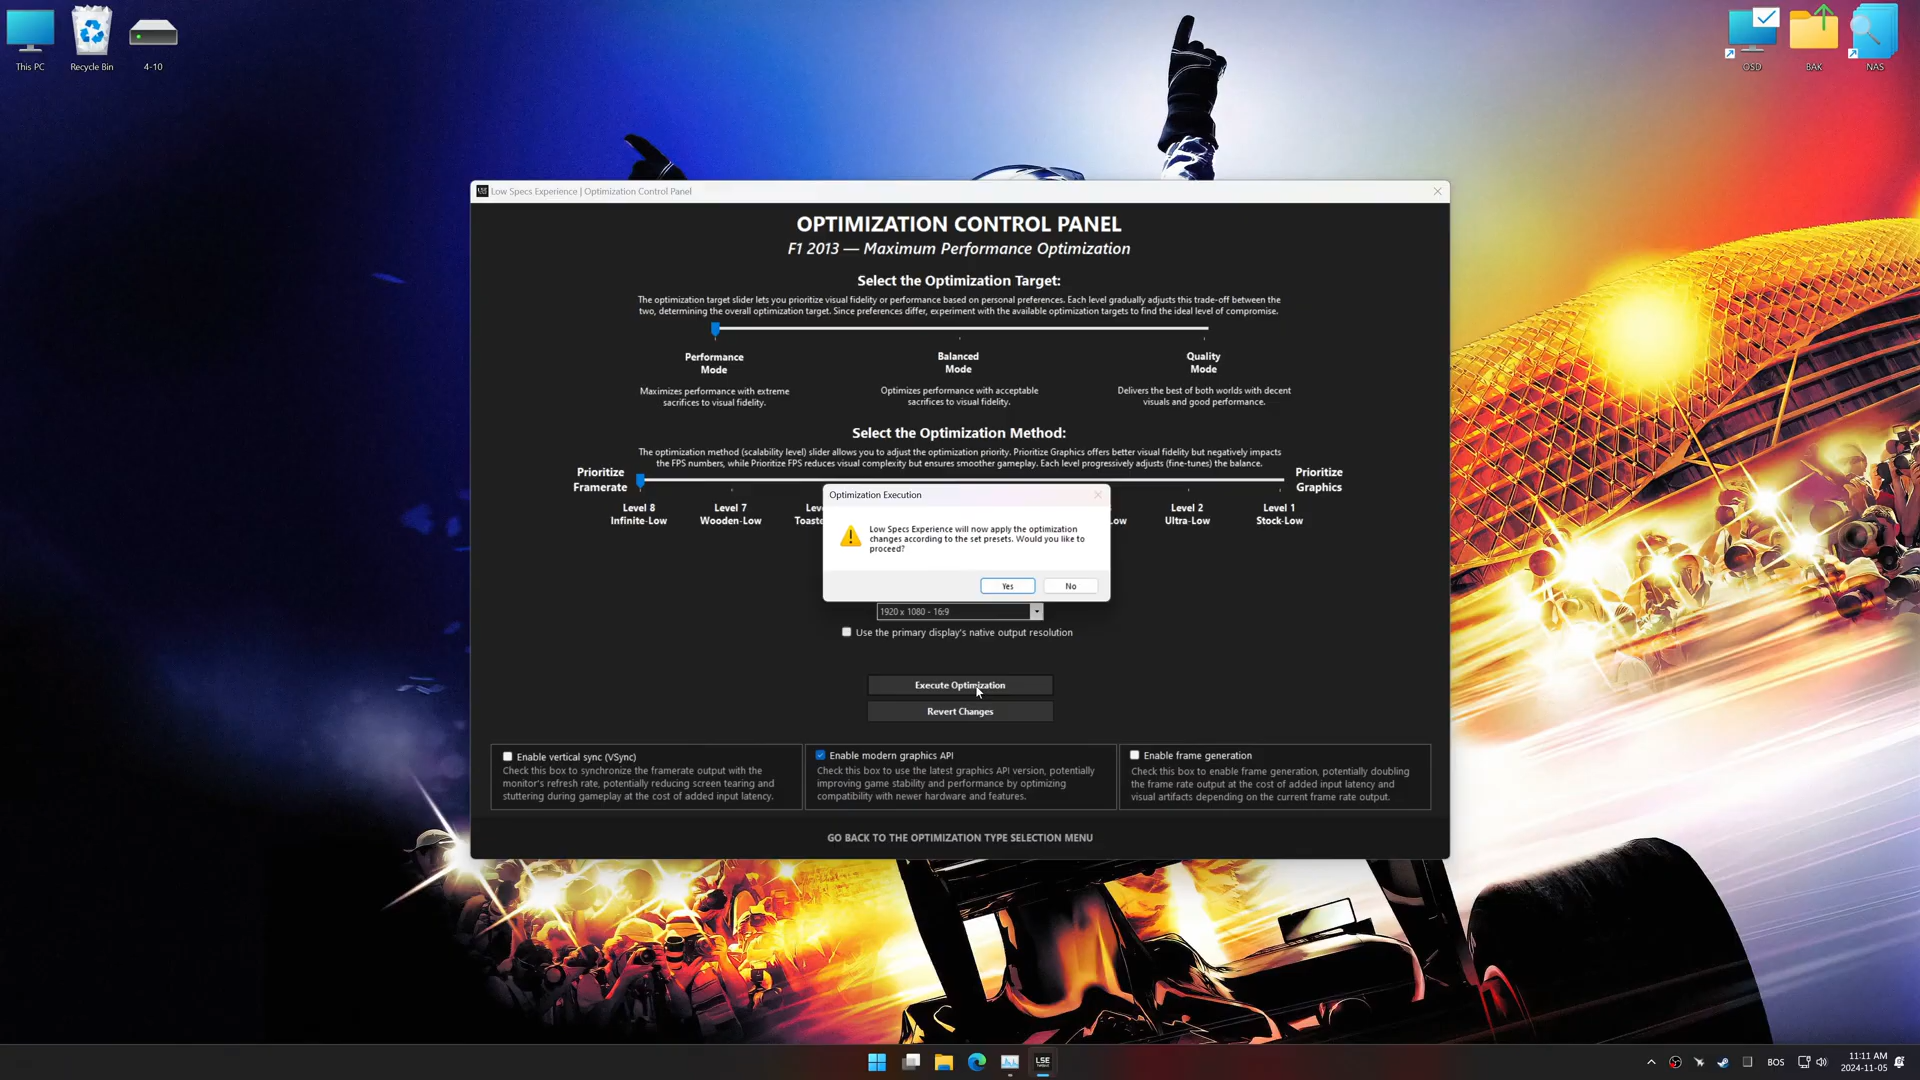 This PC
Recycle Bin
4-10
OSD
BAK
NAS
LSE
Low Specs Experience | Optimization Control Panel
OPTIMIZATION CONTROL PANEL
F1 2013 — Maximum Performance Optimization
Select the Optimization Target:
The optimization target slider lets you prioritize visual fidelity or performance based on personal preferences. Each level gradually adjusts this trade-off between the
two, determining the overall optimization target. Since preferences differ, experiment with the available optimization targets to find the ideal level of compromise.
Performance
Mode
Maximizes performance with extreme
sacrifices to visual fidelity.
Balanced
Mode
Optimizes performance with acceptable
sacrifices to visual fidelity.
Quality
Mode
Delivers the best of both worlds with decent
visuals and good performance.
Select the Optimization Method:
The optimization method (scalability level) slider allows you to adjust the optimization priority. Prioritize Graphics offers better visual fidelity but negatively impacts
the FPS numbers, while Prioritize FPS reduces visual complexity but ensures smoother gameplay. Each level progressively adjusts (fine-tunes) the balance.
Prioritize
Framerate
Prioritize
Graphics
Level 8
Infinite-Low
Level 7
Wooden-Low
Lev
Toaste
ow
Level 2
Ultra-Low
Level 1
Stock-Low
Optimization Execution
Low Specs Experience will now apply the optimization
changes according to the set presets. Would you like to
proceed?
Yes
No
1920 x 1080 - 16:9
Use the primary display's native output resolution
Execute Optimization
Revert Changes
Enable vertical sync (VSync)
Check this box to synchronize the framerate output with the
monitor's refresh rate, potentially reducing screen tearing and
stuttering during gameplay at the cost of added input latency.
Enable modern graphics API
Check this box to use the latest graphics API version, potentially
improving game stability and performance by optimizing
compatibility with newer hardware and features.
Enable frame generation
Check this box to enable frame generation, potentially doubling
the frame rate output at the cost of added input latency and
visual artifacts depending on the current frame rate output.
GO BACK TO THE OPTIMIZATION TYPE SELECTION MENU
LSE
BOS
11:11 AM
2024-11-05